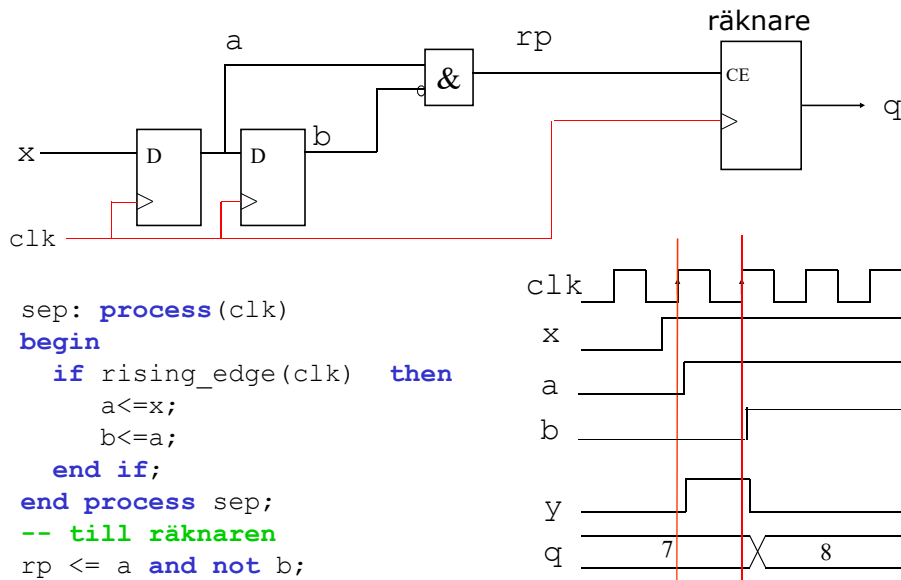 räknare
a
rp
&
CE
q
b
x
D
D
clk
sep: process(clk)
begin
if rising_edge(clk) then
a<=x;
b<=a;
end if;
end process sep;
-- till räknaren
rp <= a and not b;
clk
x
a
b
y
q
7
8